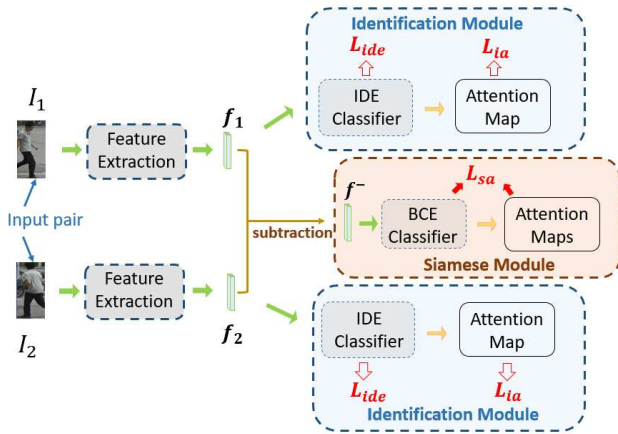 Identification Module
L_ide
L_ia
IDE
Classifier
Attention
Map
I_1
Feature
Extraction
f_1
Input pair
subtraction
f^-
L_sa
BCE
Classifier
Attention
Maps
Siamese Module
Feature
Extraction
I_2
f_2
IDE
Classifier
Attention
Map
L_ide
L_ia
Identification Module